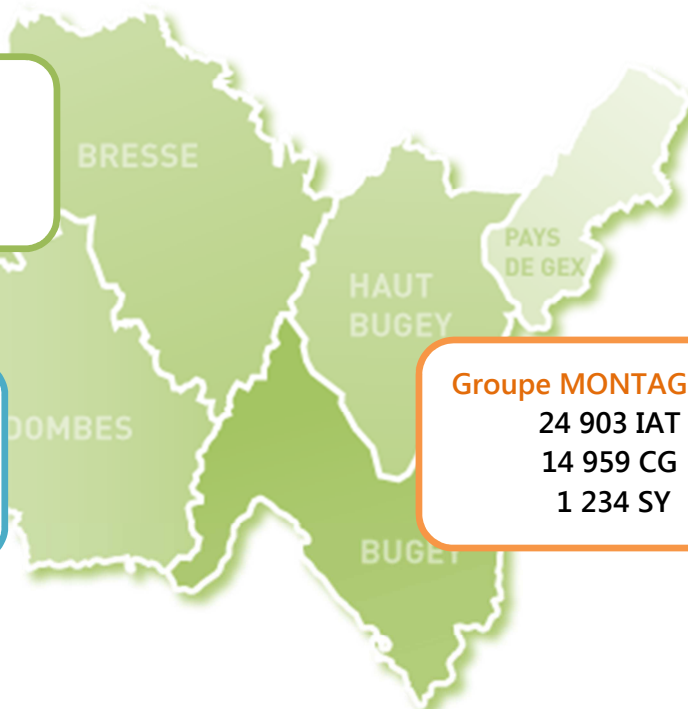 BRESSE
PAYS
DE GEX
HAUT
BUGEY
Groupe MONTAG
24 903 IAT
14 959 CG
1 234 SY
DOMBES
BUGEY